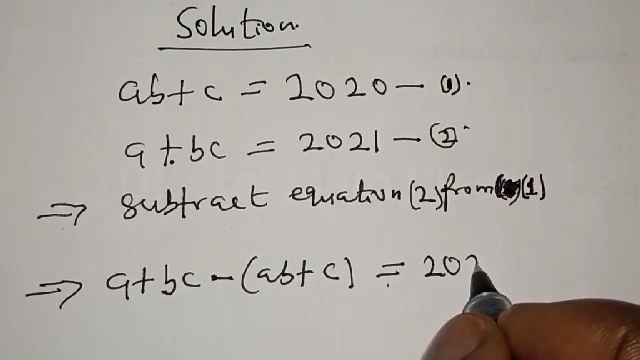 Solution.
ab+c = 2020 — (1).
a+bc = 2021 — (2)
⇒ subtract equation (2) from (1)
⇒ a+bc - (ab+c) = 202